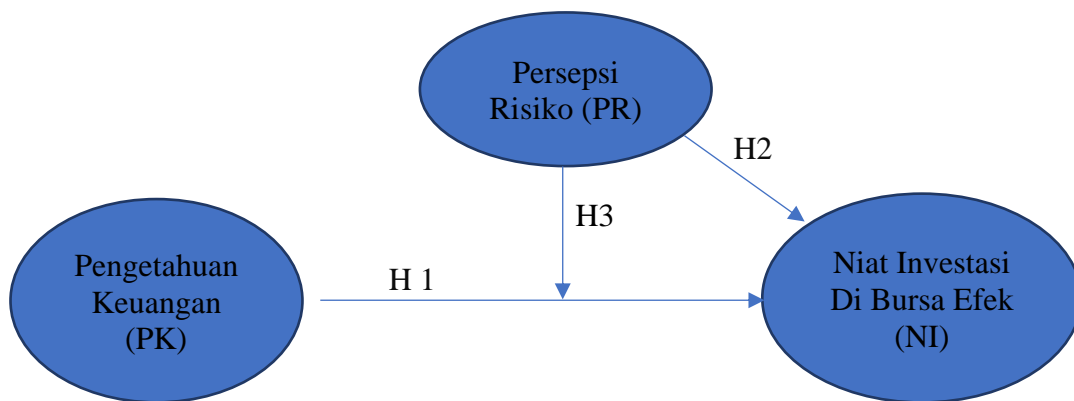 Persepsi
Risiko (PR)
H2
H3
Pengetahuan
Keuangan
(PK)
H 1
Niat Investasi
Di Bursa Efek
(NI)